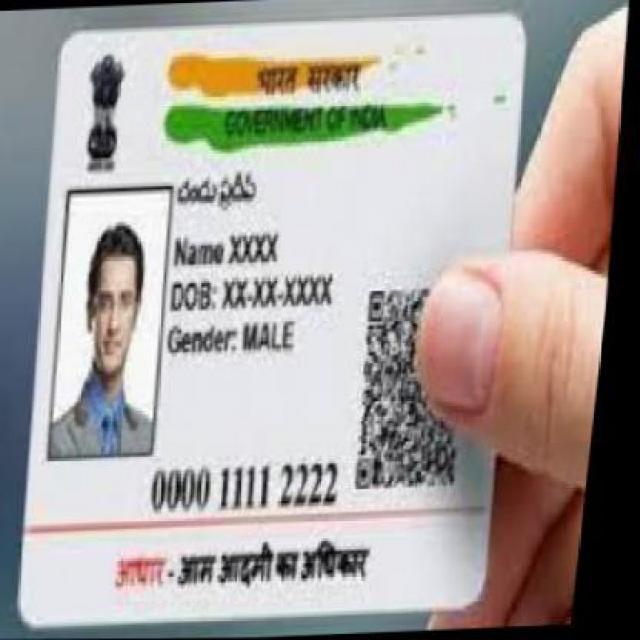 भारत सरकार
GOVERNMENT OF INDIA
దండు ప్రదీప్
Name XXXX
DOB: XX-XX-XXXX
Gender: MALE
0000 1111 2222
आधार - आम आदमी का अधिकार